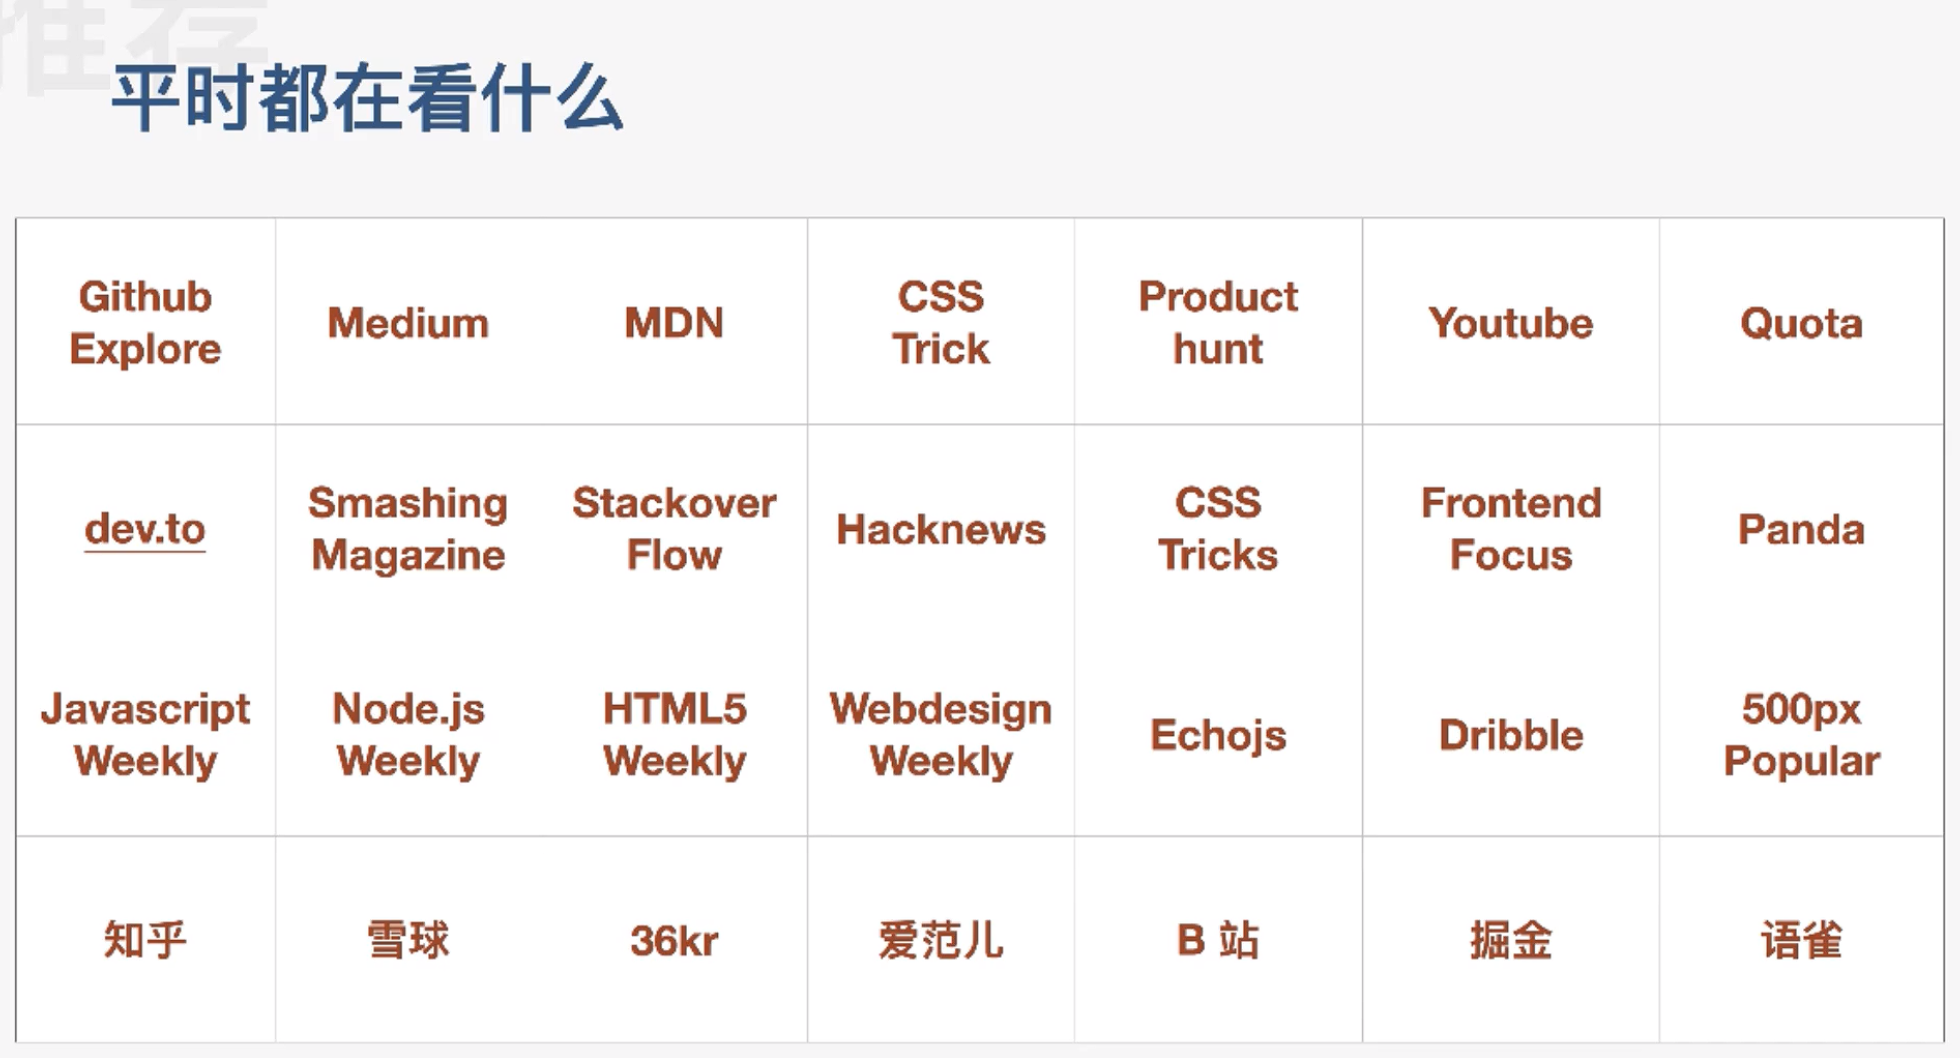 推荐
平时都在看什么
Github Explore
Medium
MDN
CSS Trick
Product hunt
Youtube
Quota
dev.to
Smashing Magazine
Stackover Flow
Hacknews
CSS Tricks
Frontend Focus
Panda
Javascript Weekly
Node.js Weekly
HTML5 Weekly
Webdesign Weekly
Echojs
Dribble
500px Popular
知乎
雪球
36kr
爱范儿
B 站
掘金
语雀